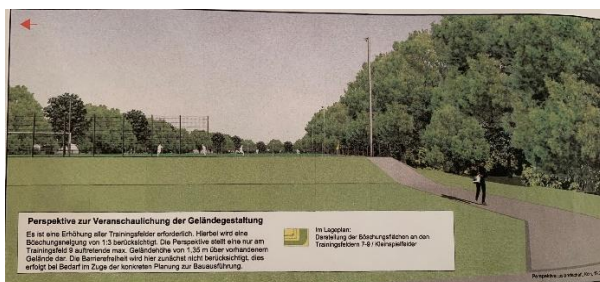 Perspektive zur Veranschaulichung der Geländegestaltung
Es ist eine Erhöhung aller Trainingsfelder erforderlich. Hierbei wird eine
Böschungsneigung von 1:3 berücksichtigt. Die Perspektive stellt eine nur am
Trainingsfeld 9 auftretende max. Geländehöhe von 1,35 m über vorhandenem
Gelände dar. Die Barrierefreiheit wird hier zunächst nicht berücksichtigt, dies
erfolgt bei Bedarf im Zuge der konkreten Planung zur Bauausführung.
Im Lageplan:
Darstellung der Böschungsflächen an den
Trainingsfeldern 7-9 / Kleinspielfelder